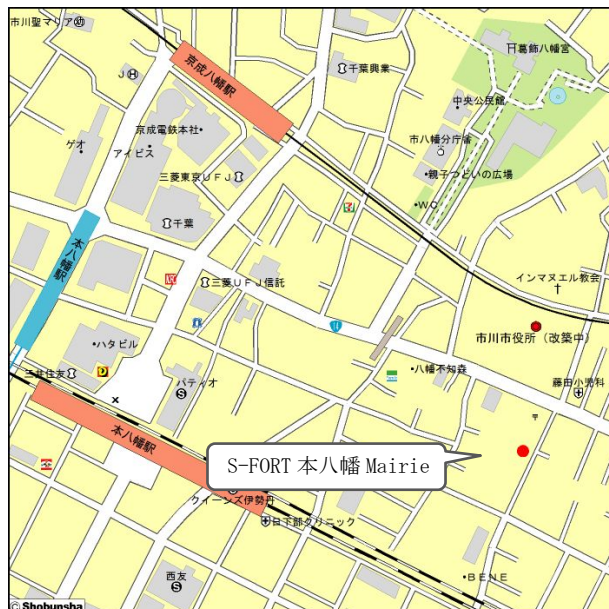 市川聖マリア
幼
葛飾八幡宮
J
H
京成八幡駅
千葉興業
中央公民館
京成電鉄本社
ゲオ
アイビス
市八幡分庁舎
三菱東京UFJ
親子つどいの広場
WC
千葉
本八幡駅
インマヌエル教会
三菱UFJ信託
市川市役所(改築中)
ハタビル
八幡不知森
三井住友
パティオ
S
藤田小児科
〒
本八幡駅
S-FORT 本八幡 Mairie
クイーンズ伊勢丹
日下部クリニック
西友
S
BENE
© Shobunsha